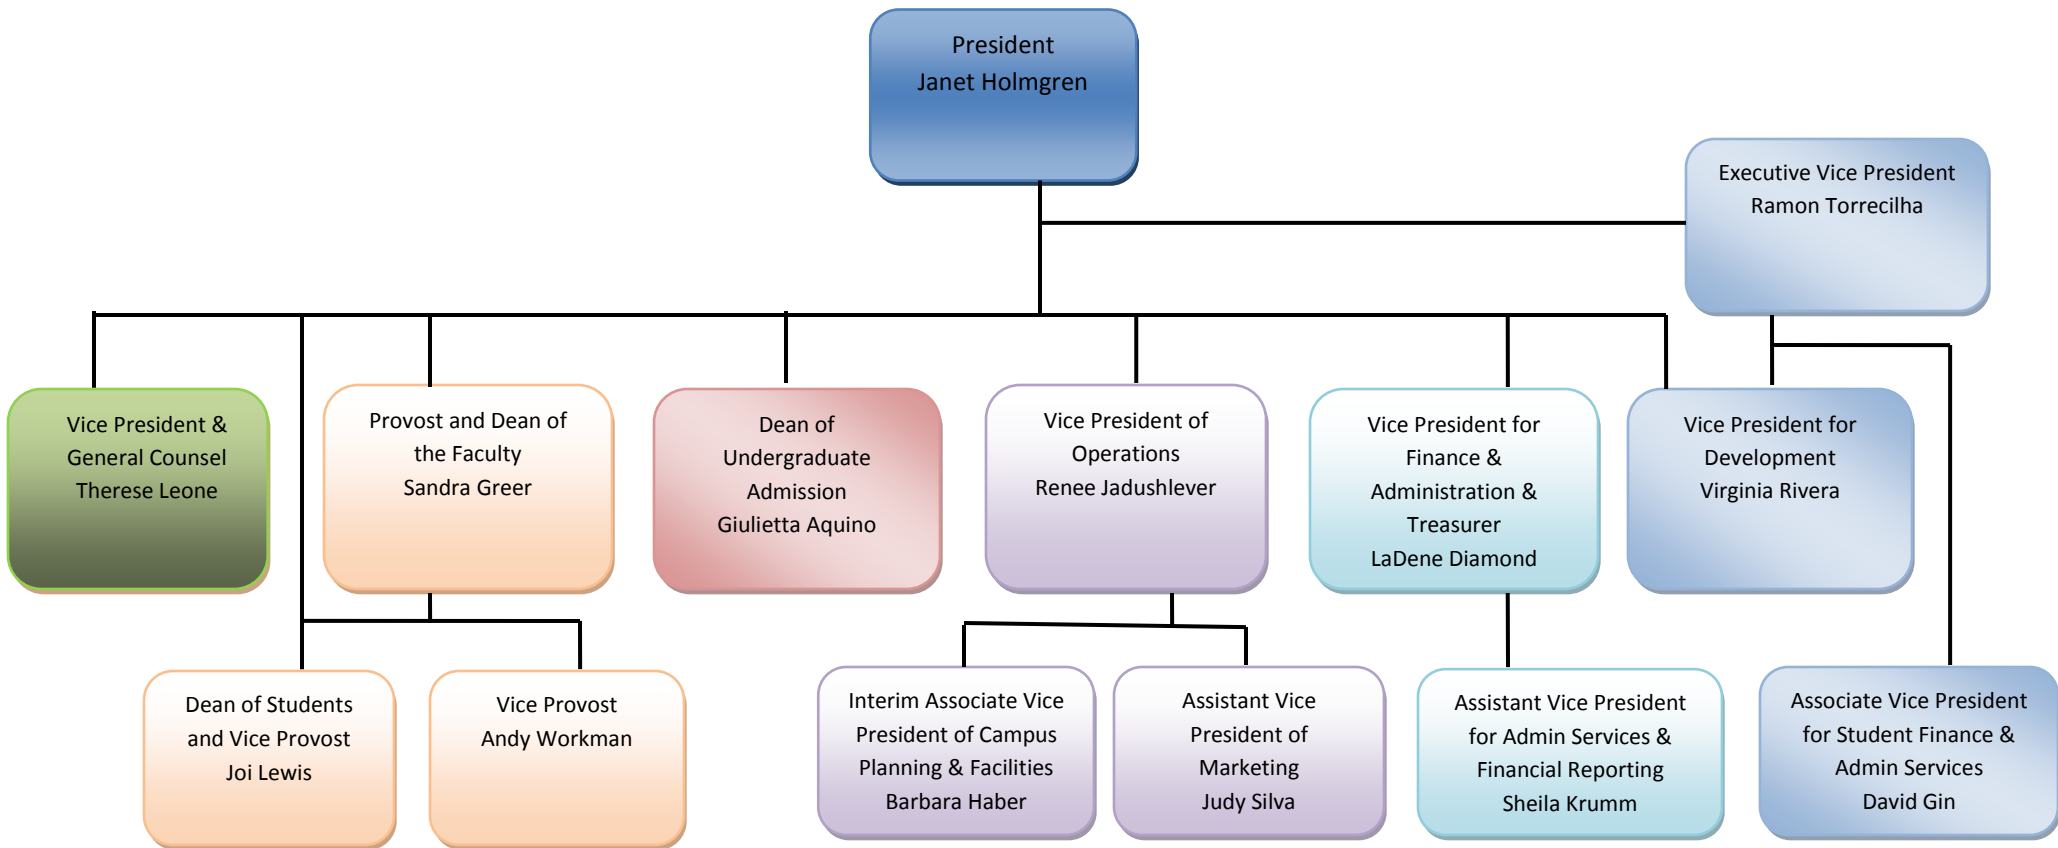 President
Janet Holmgren
Executive Vice President
Ramon Torrecilha
Vice President &
General Counsel
Therese Leone
Provost and Dean of
the Faculty
Sandra Greer
Dean of
Undergraduate
Admission
Giulietta Aquino
Vice President of
Operations
Renee Jadushlever
Vice President for
Finance &
Administration &
Treasurer
LaDene Diamond
Vice President for
Development
Virginia Rivera
Dean of Students
and Vice Provost
Joi Lewis
Vice Provost
Andy Workman
Interim Associate Vice
President of Campus
Planning & Facilities
Barbara Haber
Assistant Vice
President of
Marketing
Judy Silva
Assistant Vice President
for Admin Services &
Financial Reporting
Sheila Krumm
Associate Vice President
for Student Finance &
Admin Services
David Gin